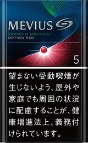 MEVIUS
OPTION RED
5
望まない受動喫煙が
生じないよう、屋外や
家庭でも周囲の状況
に配慮することが、健
康増進法上、義務付
けられています。